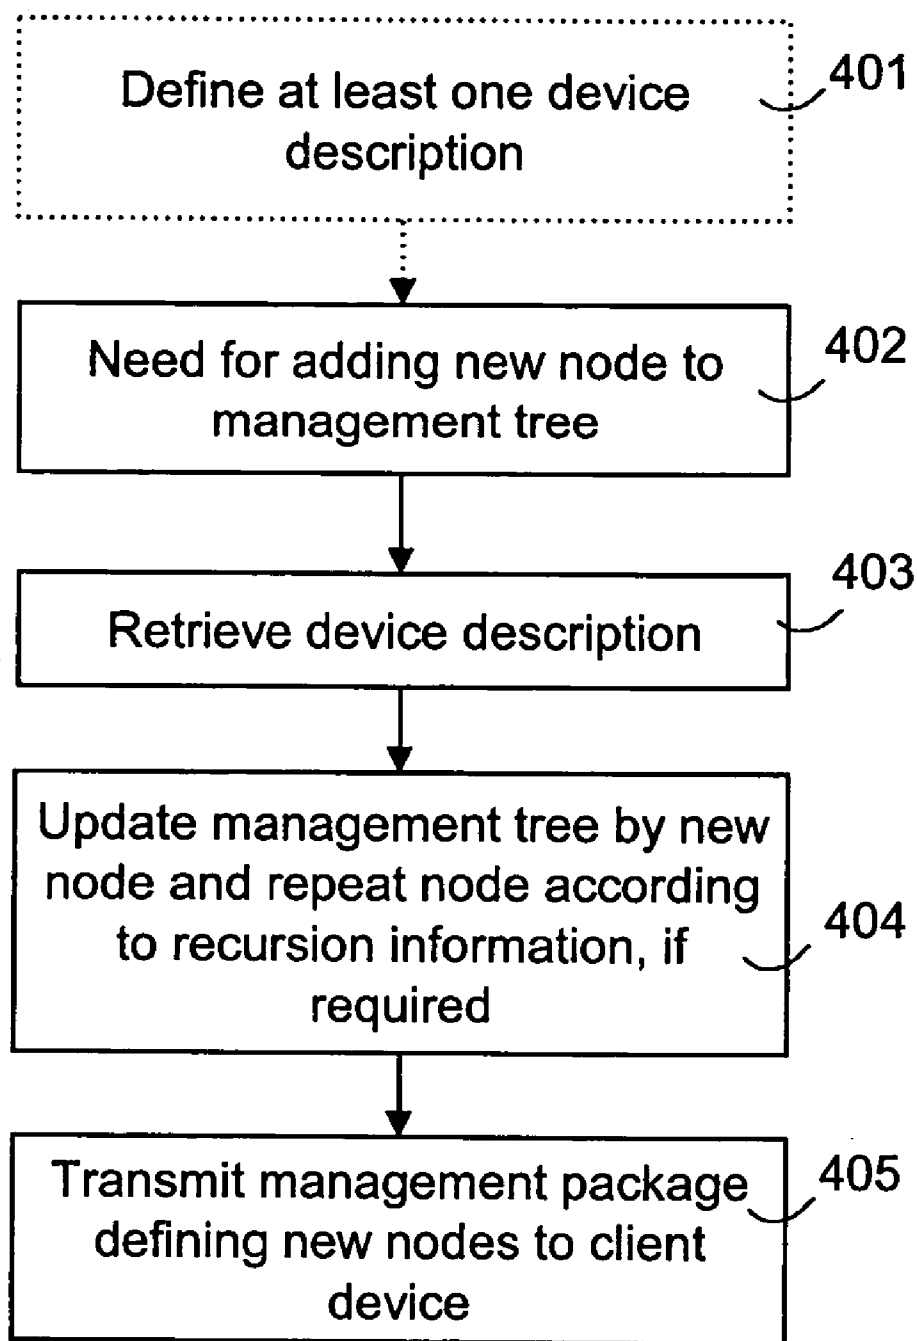 Define at least one device
description
401
Need for adding new node to
management tree
402
Retrieve device description
403
Update management tree by new
node and repeat node according
to recursion information, if
required
404
Transmit management package
defining new nodes to client
device
405